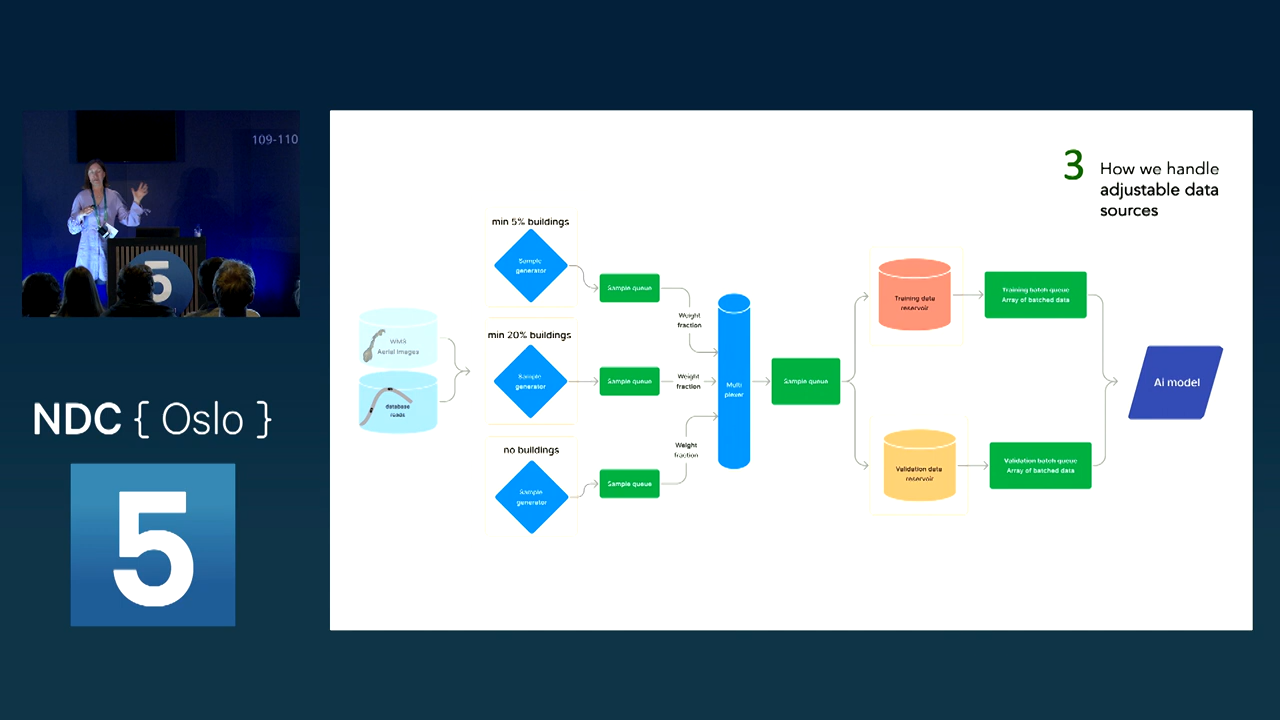 109-110
5
NDC { Oslo }
5
3
How we handle
adjustable data
sources
WMS
Aerial Images
database
roads
min 5% buildings
Sample
generator
Sample queue
Weight
fraction
min 20% buildings
Sample
generator
Sample queue
Weight
fraction
no buildings
Sample
generator
Sample queue
Weight
fraction
Multi
plexer
Sample queue
Training data
reservoir
Training batch queue
Array of batched data
Validation data
reservoir
Validation batch queue
Array of batched data
Ai model